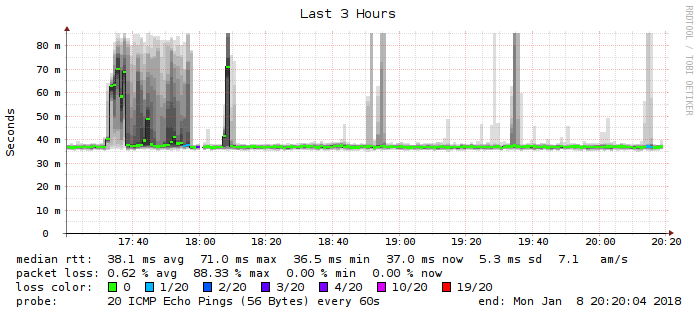 Last 3 Hours
RRDTOOL / TOBI OETIKER
Seconds
80 m
70 m
60 m
50 m
40 m
30 m
20 m
10 m
0
17:40 18:00 18:20 18:40 19:00 19:20 19:40 20:00 20:20
median rtt: 38.1 ms avg 71.0 ms max 36.5 ms min 37.0 ms now 5.3 ms sd 7.1 am/s
packet loss: 0.62 % avg 88.33 % max 0.00 % min 0.00 % now
loss color: 0 1/20 2/20 3/20 4/20 10/20 19/20
probe: 20 ICMP Echo Pings (56 Bytes) every 60s end: Mon Jan 8 20:20:04 2018